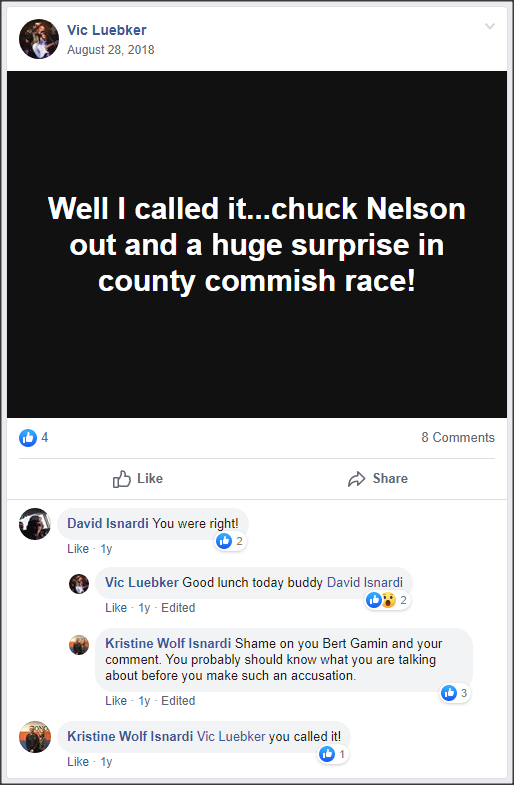 Vic Luebker
August 28, 2018
Well I called it...chuck Nelson
out and a huge surprise in
county commish race!
4
8 Comments
Like
Share
David Isnardi You were right!
2
Like · 1y
Vic Luebker Good lunch today buddy David Isnardi
2
Like · 1y · Edited
Kristine Wolf Isnardi Shame on you Bert Gamin and your
comment. You probably should know what you are talking
about before you make such an accusation.
3
Like · 1y · Edited
Kristine Wolf Isnardi Vic Luebker you called it!
1
Like · 1y